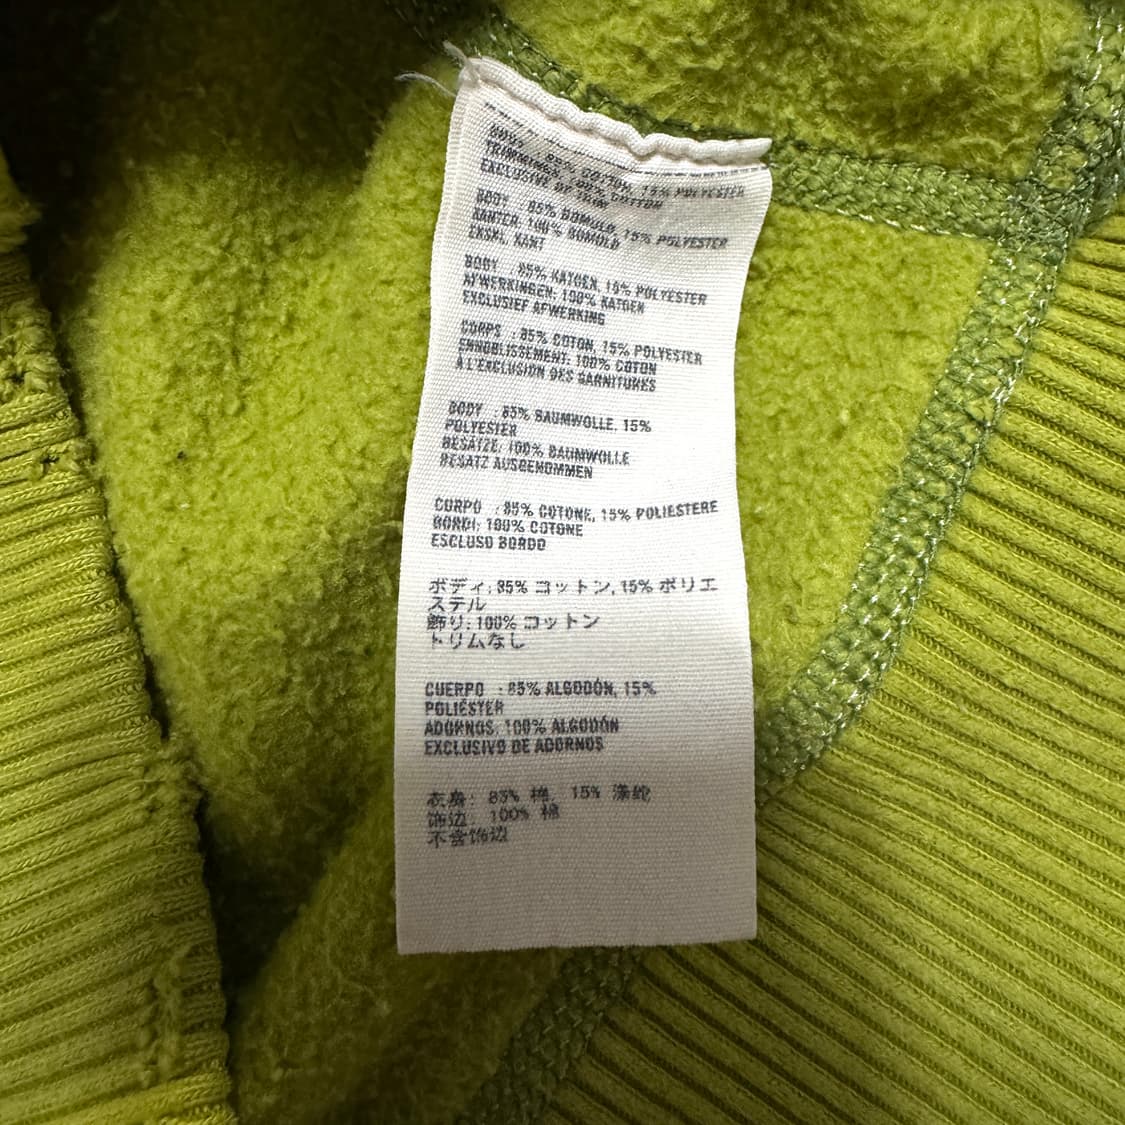 BODY : 85% COTTON, 15% POLYESTER
TRIMMINGS, 100% COTTON
EXCLUSIVE OF TRIM
BODY : 85% BOMULD, 15% POLYESTER
KANTER, 100% BOMULD
EKSKL KANT
BODY : 85% KATOEN, 15% POLYESTER
AFWERKINGEN, 100% KATOEN
EXCLUSIEF AFWERKING
CORPS : 85% COTON, 15% POLYESTER
ENNOBLISSEMENT: 100% COTON
A L'EXCLUSION DES GARNITURES
BODY : 85% BAUMWOLLE, 15%
POLYESTER
BESÄTZE: 100% BAUMWOLLE
BESATZ AUSGENOMMEN
CORPO : 85% COTONE, 15% POLIESTERE
BORDI: 100% COTONE
ESCLUSO BORDO
ボディ: 85% コットン, 15% ポリエ
ステル
飾り: 100% コットン
トリムなし
CUERPO : 85% ALGODÓN, 15%
POLIÉSTER
ADORNOS: 100% ALGODÓN
EXCLUSIVO DE ADORNOS
衣身: 85% 棉, 15% 涤纶
饰边: 100% 棉
不含饰边